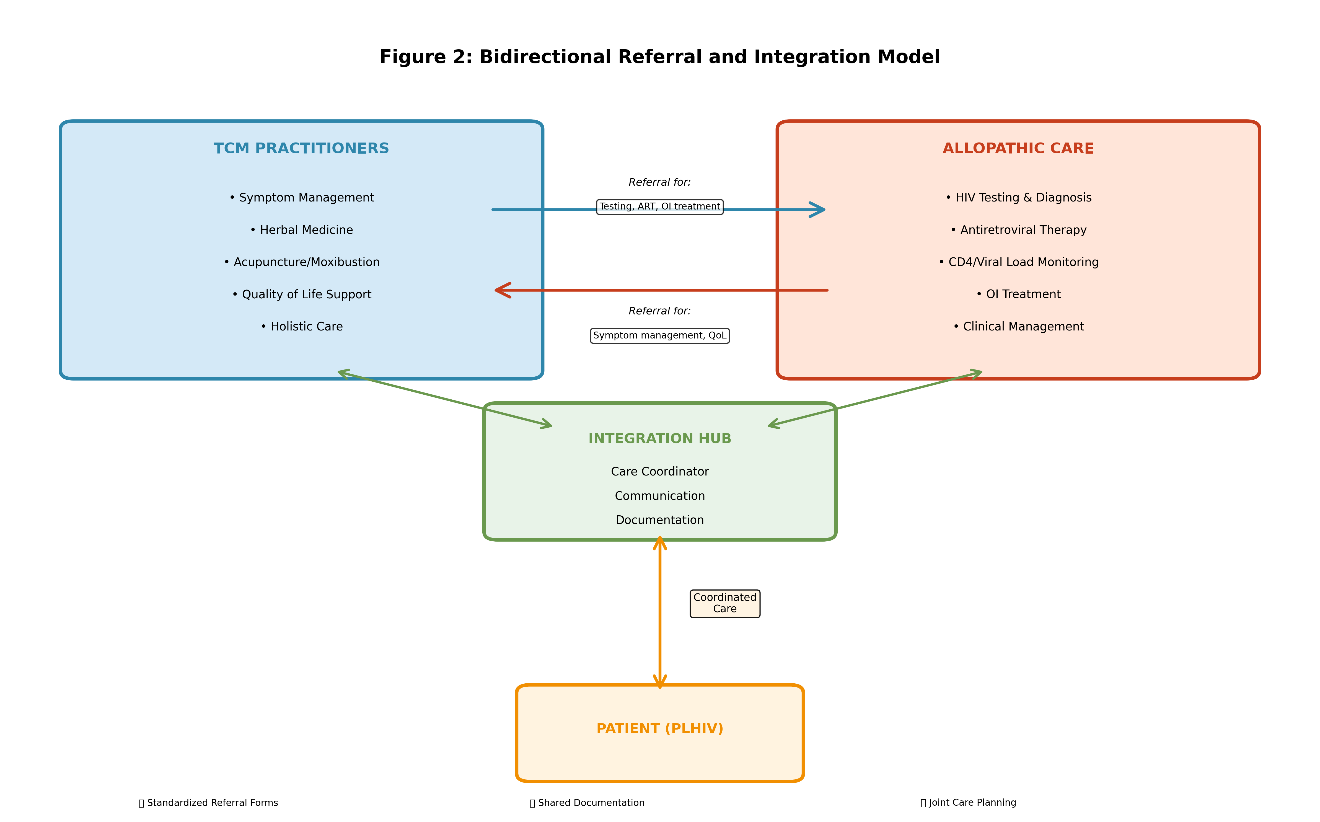 Figure 2: Bidirectional Referral and Integration Model
TCM PRACTITIONERS
• Symptom Management
• Herbal Medicine
• Acupuncture/Moxibustion
• Quality of Life Support
• Holistic Care
Referral for:
Testing, ART, OI treatment
Referral for:
Symptom management, QoL
ALLOPATHIC CARE
• HIV Testing & Diagnosis
• Antiretroviral Therapy
• CD4/Viral Load Monitoring
• OI Treatment
• Clinical Management
INTEGRATION HUB
Care Coordinator
Communication
Documentation
Coordinated
Care
PATIENT (PLHIV)
Standardized Referral Forms
Shared Documentation
Joint Care Planning